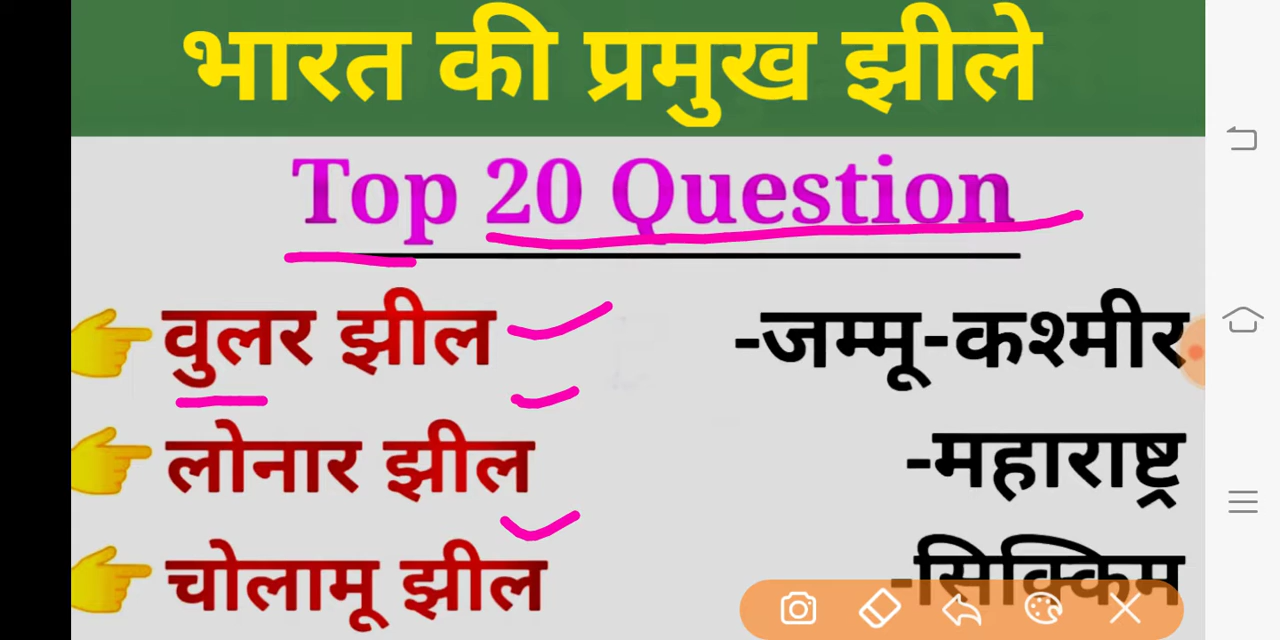 भारत की प्रमुख झीले
Top 20 Question
वुलर झील -जम्मू-कश्मीर
लोनार झील -महाराष्ट्र
चोलामू झील -सिक्किम